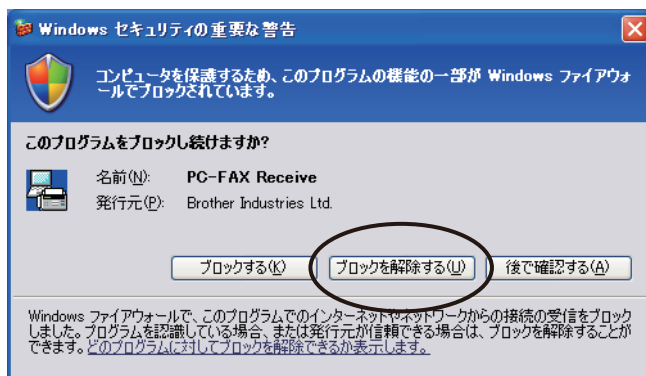 Windows セキュリティの重要な警告
コンピュータを保護するため、このプログラムの機能の一部が Windows ファイアウォ
ールでブロックされています。
このプログラムをブロックし続けますか?
名前(N): PC-FAX Receive
発行元(P): Brother Industries Ltd.
ブロックする(K) ブロックを解除する(U) 後で確認する(A)
Windows ファイアウォールで、このプログラムでのインターネットやネットワークからの接続の受信をブロック
しました。プログラムを認識している場合、または発行元が信頼できる場合は、ブロックを解除することが
できます。どのプログラムに対してブロックを解除できるか表示します。